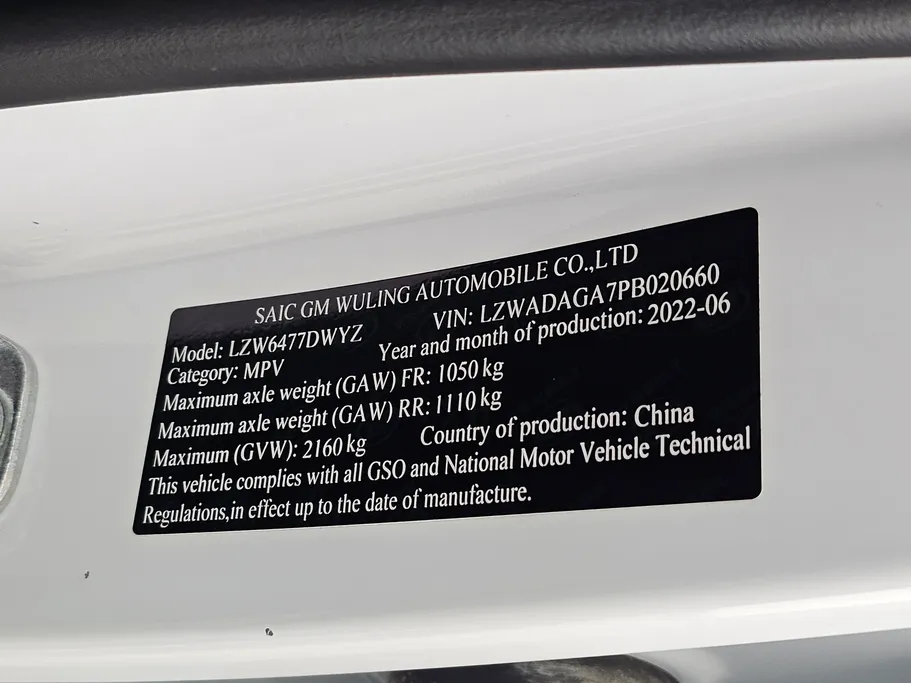 SAIC GM WULING AUTOMOBILE CO.,LTD
Model: LZW6477DWYZ VIN: LZWADAGA7PB020660
Category: MPV Year and month of production: 2022-06
Maximum axle weight (GAW) FR: 1050 kg
Maximum axle weight (GAW) RR: 1110 kg
Maximum (GVW): 2160 kg Country of production: China
This vehicle complies with all GSO and National Motor Vehicle Technical
Regulations,in effect up to the date of manufacture.